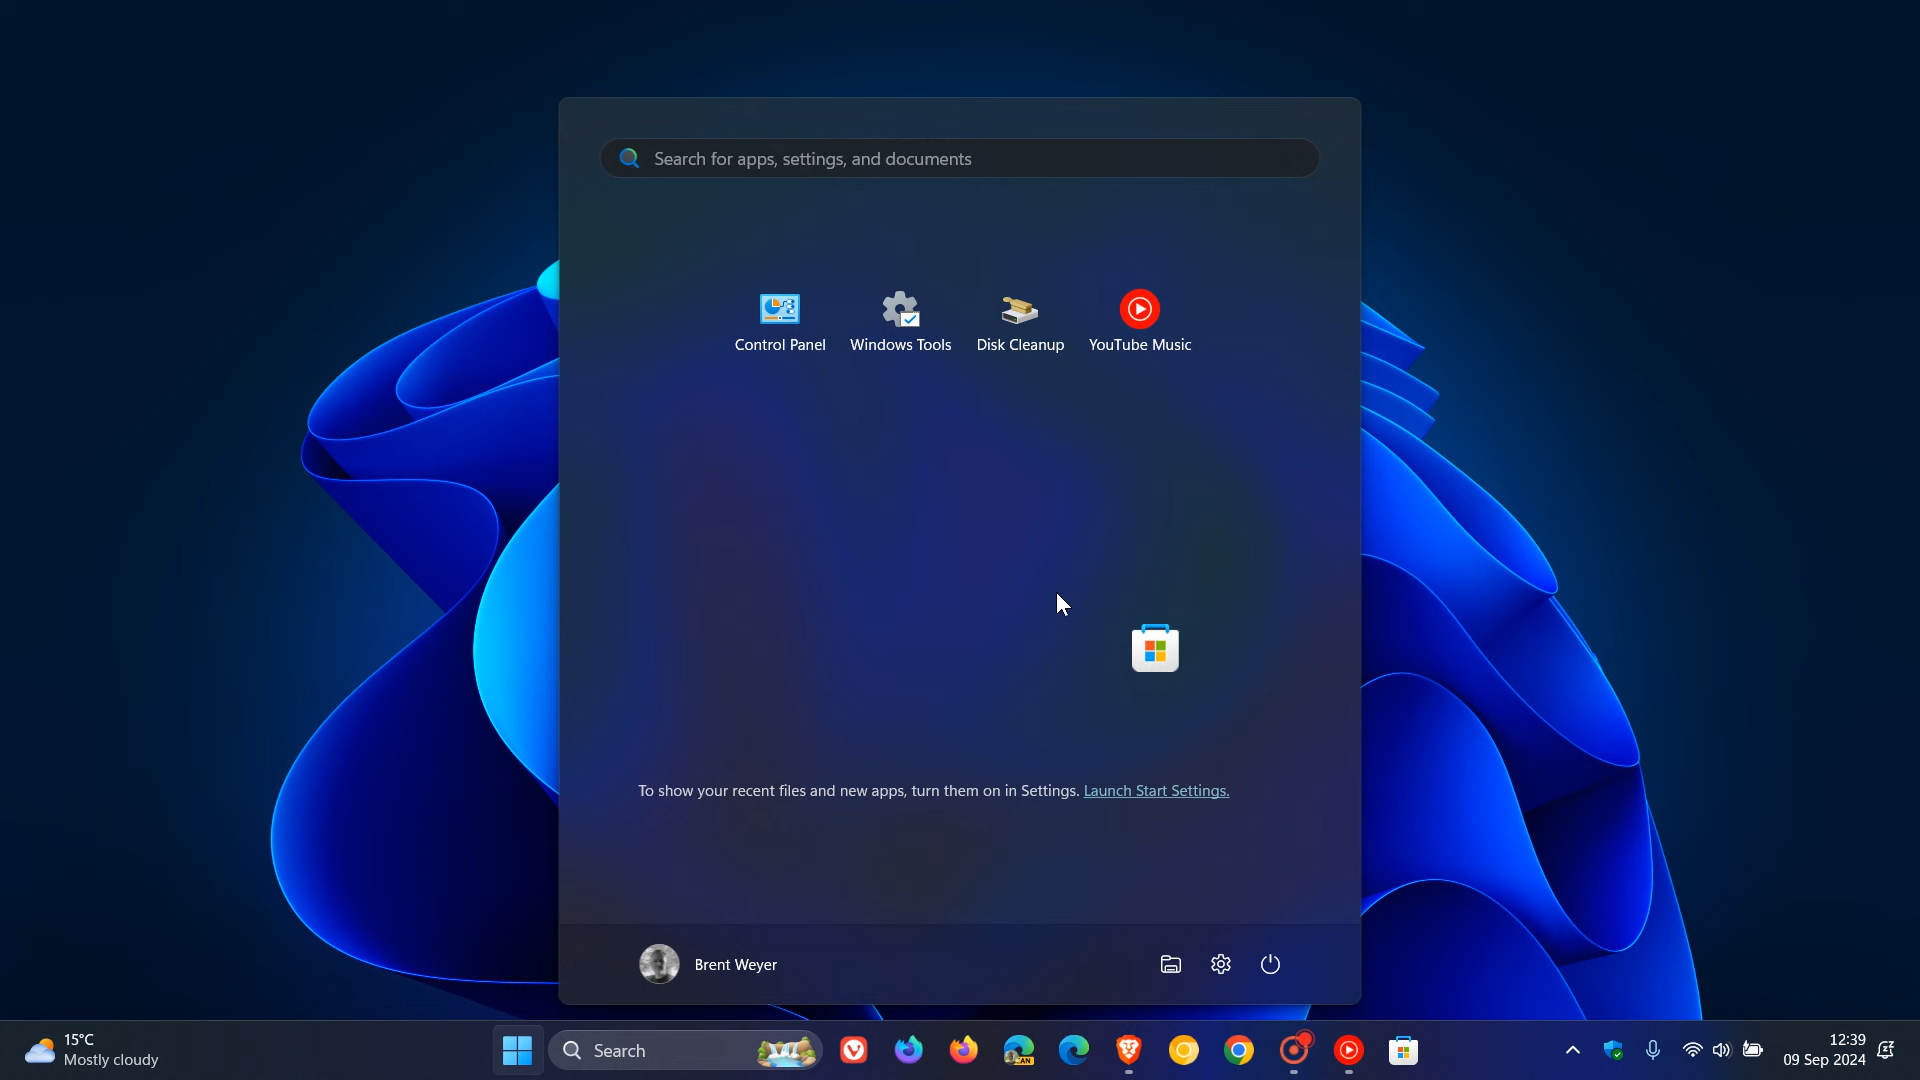 Search for apps, settings, and documents
Control Panel
Windows Tools
Disk Cleanup
YouTube Music
To show your recent files and new apps, turn them on in Settings. Launch Start Settings.
Brent Weyer
15°C
Mostly cloudy
Search
CAN
12:39
09 Sep 2024